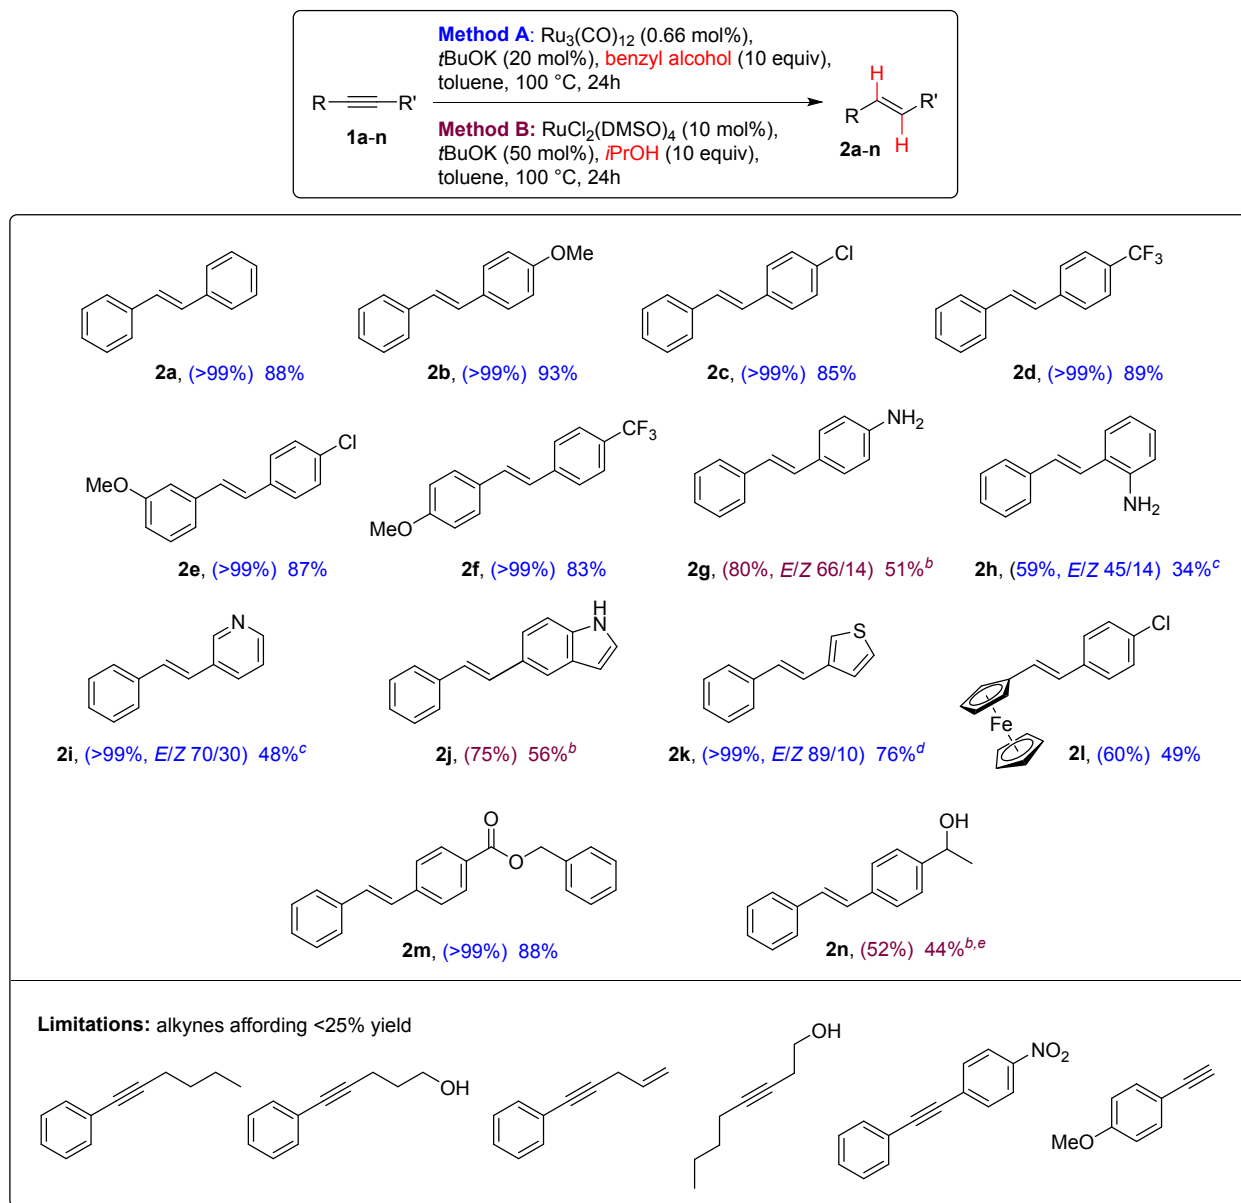 Method A: Ru3(CO)12 (0.66 mol%),
tBuOK (20 mol%), benzyl alcohol (10 equiv),
toluene, 100 °C, 24h
R R'
1a-n
Method B: RuCl2(DMSO)4 (10 mol%),
tBuOK (50 mol%), iPrOH (10 equiv),
toluene, 100 °C, 24h
H
R R'
H
2a-n
OMe
Cl
CF3
2a, (>99%) 88%
2b, (>99%) 93%
2c, (>99%) 85%
2d, (>99%) 89%
MeO
Cl
MeO
CF3
NH2
NH2
2e, (>99%) 87%
2f, (>99%) 83%
2g, (80%, E/Z 66/14) 51%b
2h, (59%, E/Z 45/14) 34%c
N
H
N
S
Fe
Cl
2i, (>99%, E/Z 70/30) 48%c
2j, (75%) 56%b
2k, (>99%, E/Z 89/10) 76%d
2l, (60%) 49%
O
O
OH
2m, (>99%) 88%
2n, (52%) 44%b,e
Limitations: alkynes affording <25% yield
OH
OH
NO2
MeO